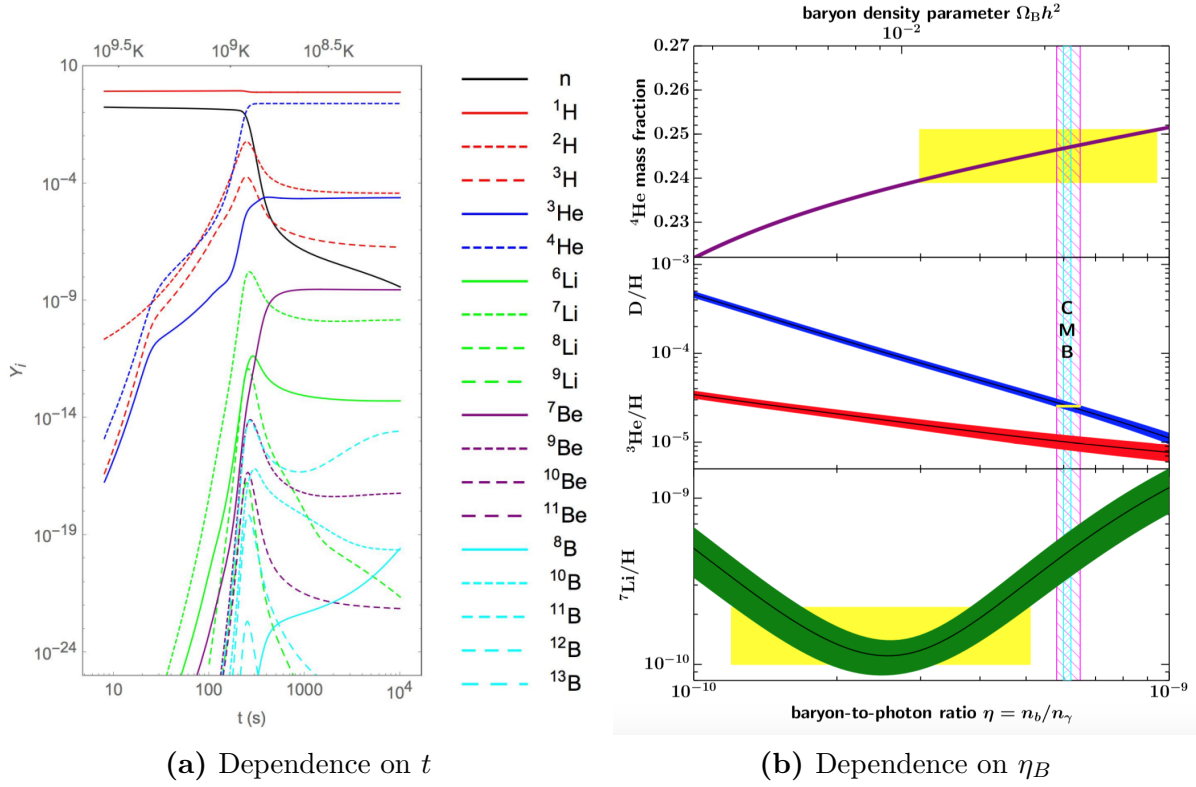 10^9.5K 10^9K 10^8.5K
10
10^-4
10^-9
10^-14
10^-19
10^-24
Y_i
10 100 1000 10^4
t (s)
n
^1H
^2H
^3H
^3He
^4He
^6Li
^7Li
^8Li
^9Li
^7Be
^9Be
^10Be
^11Be
^8B
^10B
^11B
^12B
^13B
(a) Dependence on t
baryon density parameter Ω_Bh^2
10^-2
0.27
0.26
0.25
0.24
0.23
^4He mass fraction
10^-3
10^-4
10^-5
D/H
^3He/H
C
M
B
10^-9
10^-10
^7Li/H
10^-10 10^-9
baryon-to-photon ratio η = n_b/n_γ
(b) Dependence on η_B